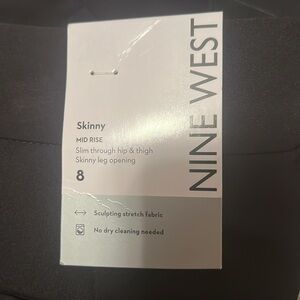 NINE WEST
Skinny
MID RISE
Slim through hip & thigh
Skinny leg opening
8
Sculpting stretch fabric
No dry cleaning needed